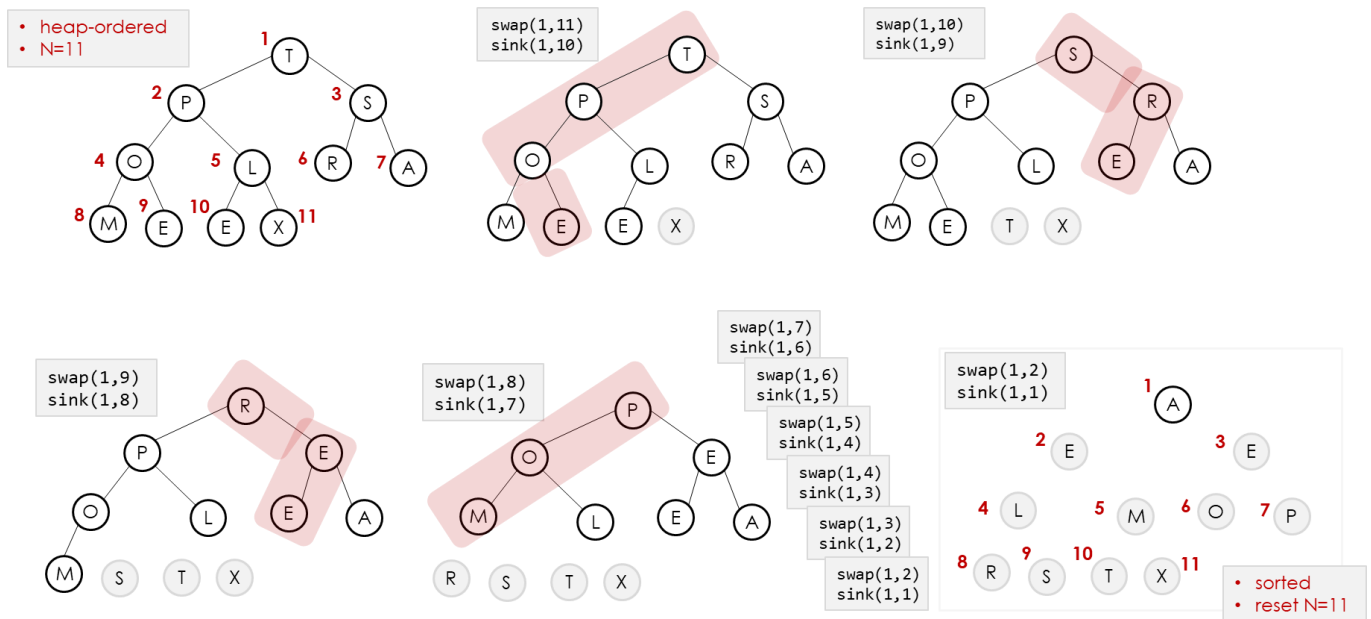 • heap-ordered
• N=11
1
T
2
P
3
S
4
O
5
L
6
R
7
A
8
M
9
E
10
E
X
11
swap(1,11)
sink(1,10)
T
P
S
O
L
R
A
M
E
E
X
swap(1,10)
sink(1,9)
S
P
R
O
L
E
A
M
E
T
X
swap(1,9)
sink(1,8)
R
P
E
O
L
E
A
M
S
T
X
swap(1,8)
sink(1,7)
P
O
E
M
L
E
A
R
S
T
X
swap(1,7)
sink(1,6)
swap(1,6)
sink(1,5)
swap(1,5)
sink(1,4)
swap(1,4)
sink(1,3)
swap(1,3)
sink(1,2)
swap(1,2)
sink(1,1)
swap(1,2)
sink(1,1)
1
A
2
E
3
E
4
L
5
M
6
O
7
P
8
R
9
S
10
T
X
11
• sorted
• reset N=11